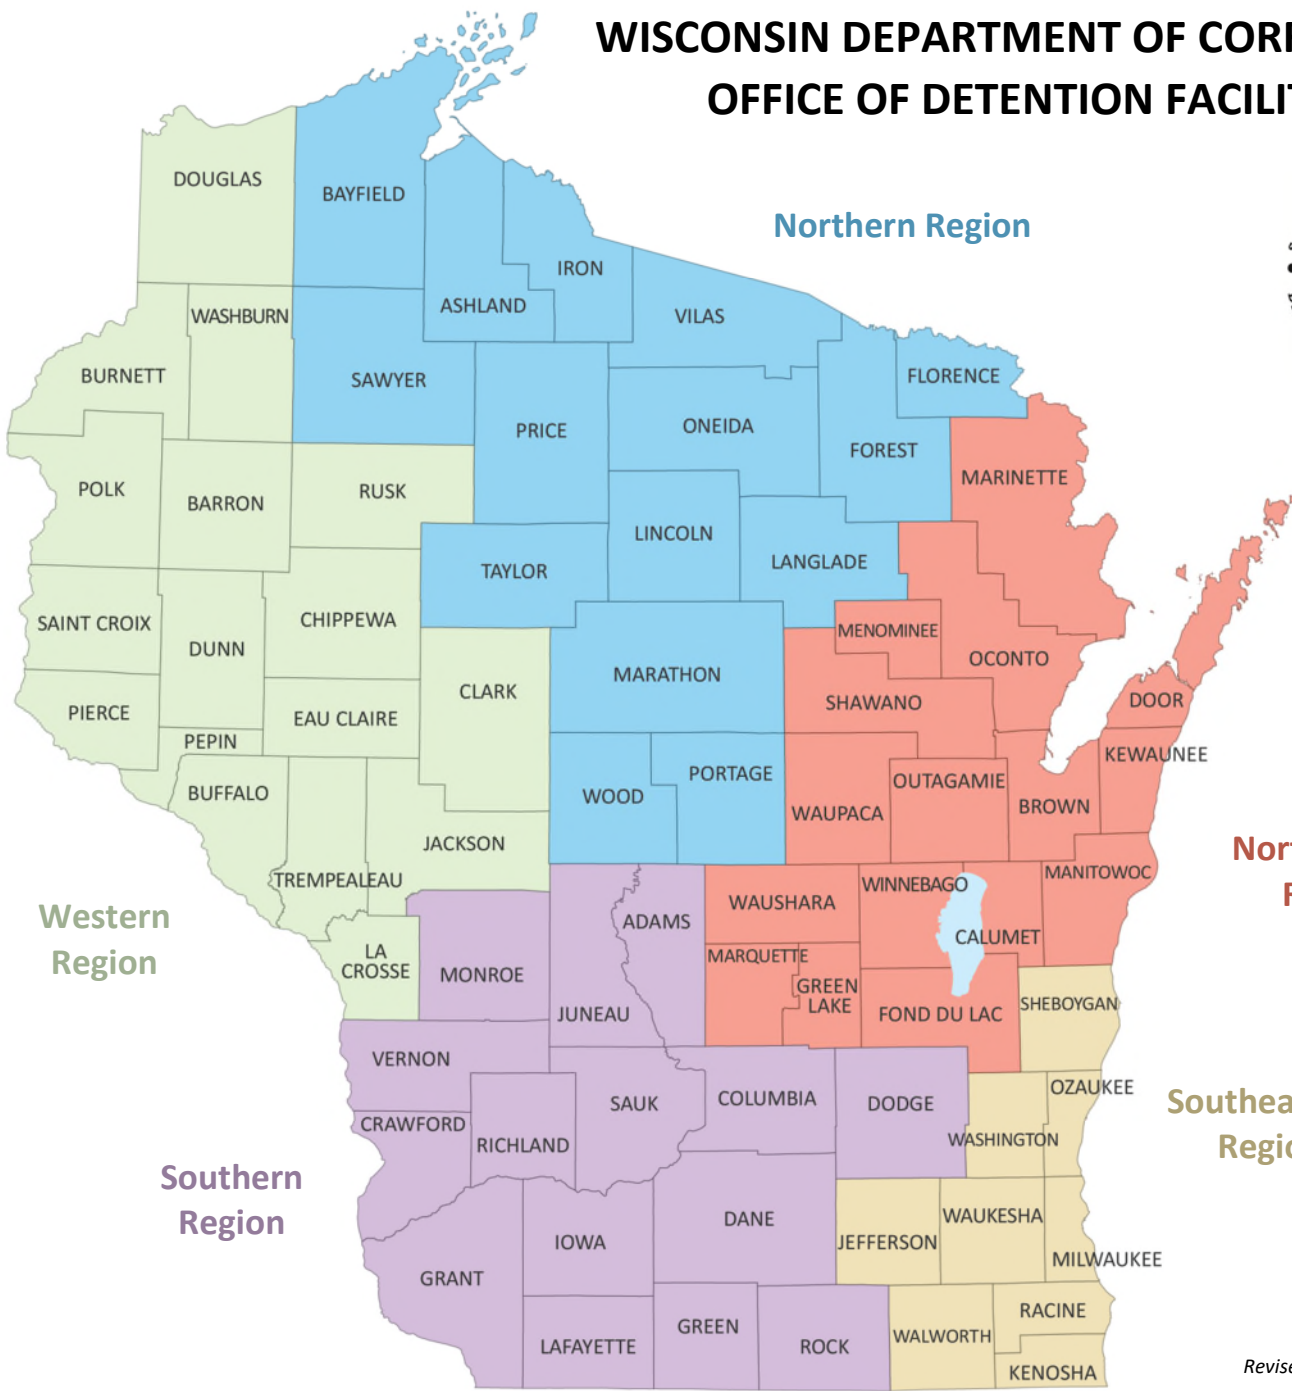 WISCONSIN DEPARTMENT OF
OFFICE OF DETENTION
Northern Region
DOUGLAS
BAYFIELD
IRON
ASHLAND
VILAS
WASHBURN
BURNETT
SAWYER
FLORENCE
PRICE
ONEIDA
FOREST
MARINETTE
POLK
BARRON
RUSK
LINCOLN
LANGLADE
TAYLOR
SAINT CROIX
CHIPPEWA
DUNN
MENOMINEE
OCONTO
MARATHON
CLARK
SHAWANO
DOOR
PIERCE
EAU CLAIRE
PEPIN
KEWAUNEE
BUFFALO
WOOD
PORTAGE
OUTAGAMIE
BROWN
WAUPACA
JACKSON
MANITOWOC
TREMPEALEAU
WINNEBAGO
WAUSHARA
ADAMS
Western
Region
CALUMET
LA
CROSSE
MARQUETTE
MONROE
GREEN
LAKE
JUNEAU
FOND DU LAC
SHEBOYGAN
VERNON
OZAUKEE
SAUK
COLUMBIA
DODGE
CRAWFORD
RICHLAND
WASHINGTON
Southern
Region
DANE
WAUKESHA
IOWA
JEFFERSON
MILWAUKEE
GRANT
RACINE
GREEN
LAFAYETTE
ROCK
WALWORTH
KENOSHA